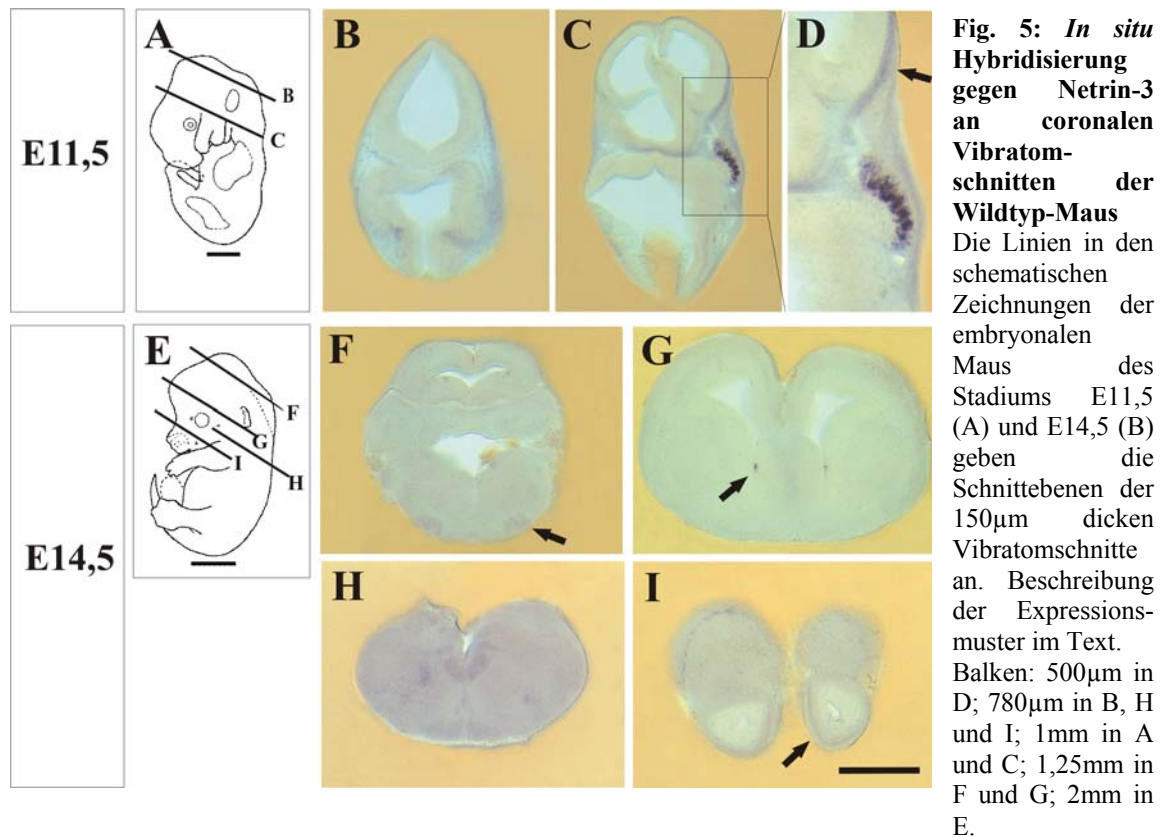 E11,5
A
B
C
B
C
D
E14,5
E
F
G
H
I
F
G
H
I
Fig. 5: In situ
Hybridisierung
gegen Netrin-3
an coronalen
Vibratom-
schnitten der
Wildtyp-Maus
Die Linien in den
schematischen
Zeichnungen der
embryonalen
Maus des
Stadiums E11,5
(A) und E14,5 (B)
geben die
Schnittebenen der
150µm dicken
Vibratomschnitte
an. Beschreibung
der Expressions-
muster im Text.
Balken: 500µm in
D; 780µm in B, H
und I; 1mm in A
und C; 1,25mm in
F und G; 2mm in
E.